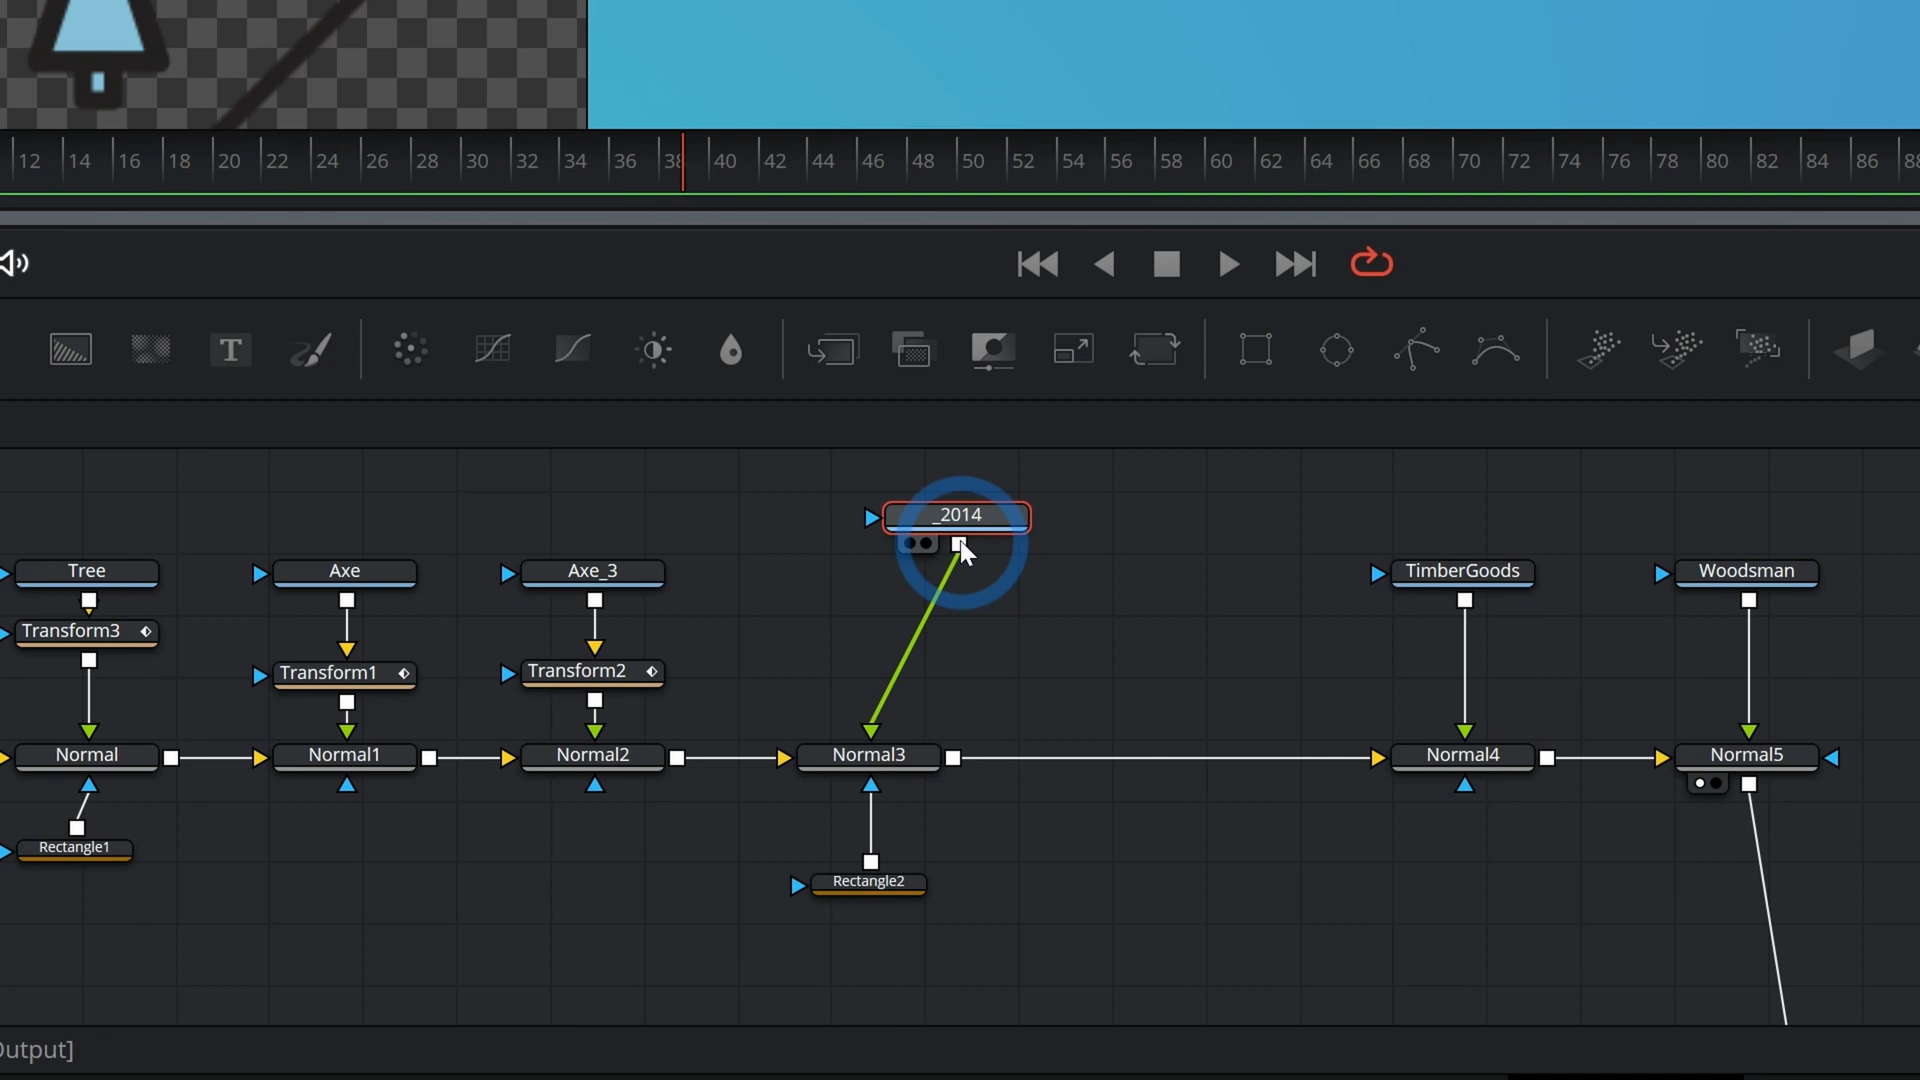 12 14 16 18 20 22 24 26 28 30 32 34 36 38 40 42 44 46 48 50 52 54 56 58 60 62 64 66 68 70 72 74 76 78 80 82 84 86 88
T
_2014
Tree Axe Axe_3 TimberGoods Woodsman
Transform3 Transform1 Transform2
Normal Normal1 Normal2 Normal3 Normal4 Normal5
Rectangle1
Rectangle2
Output]